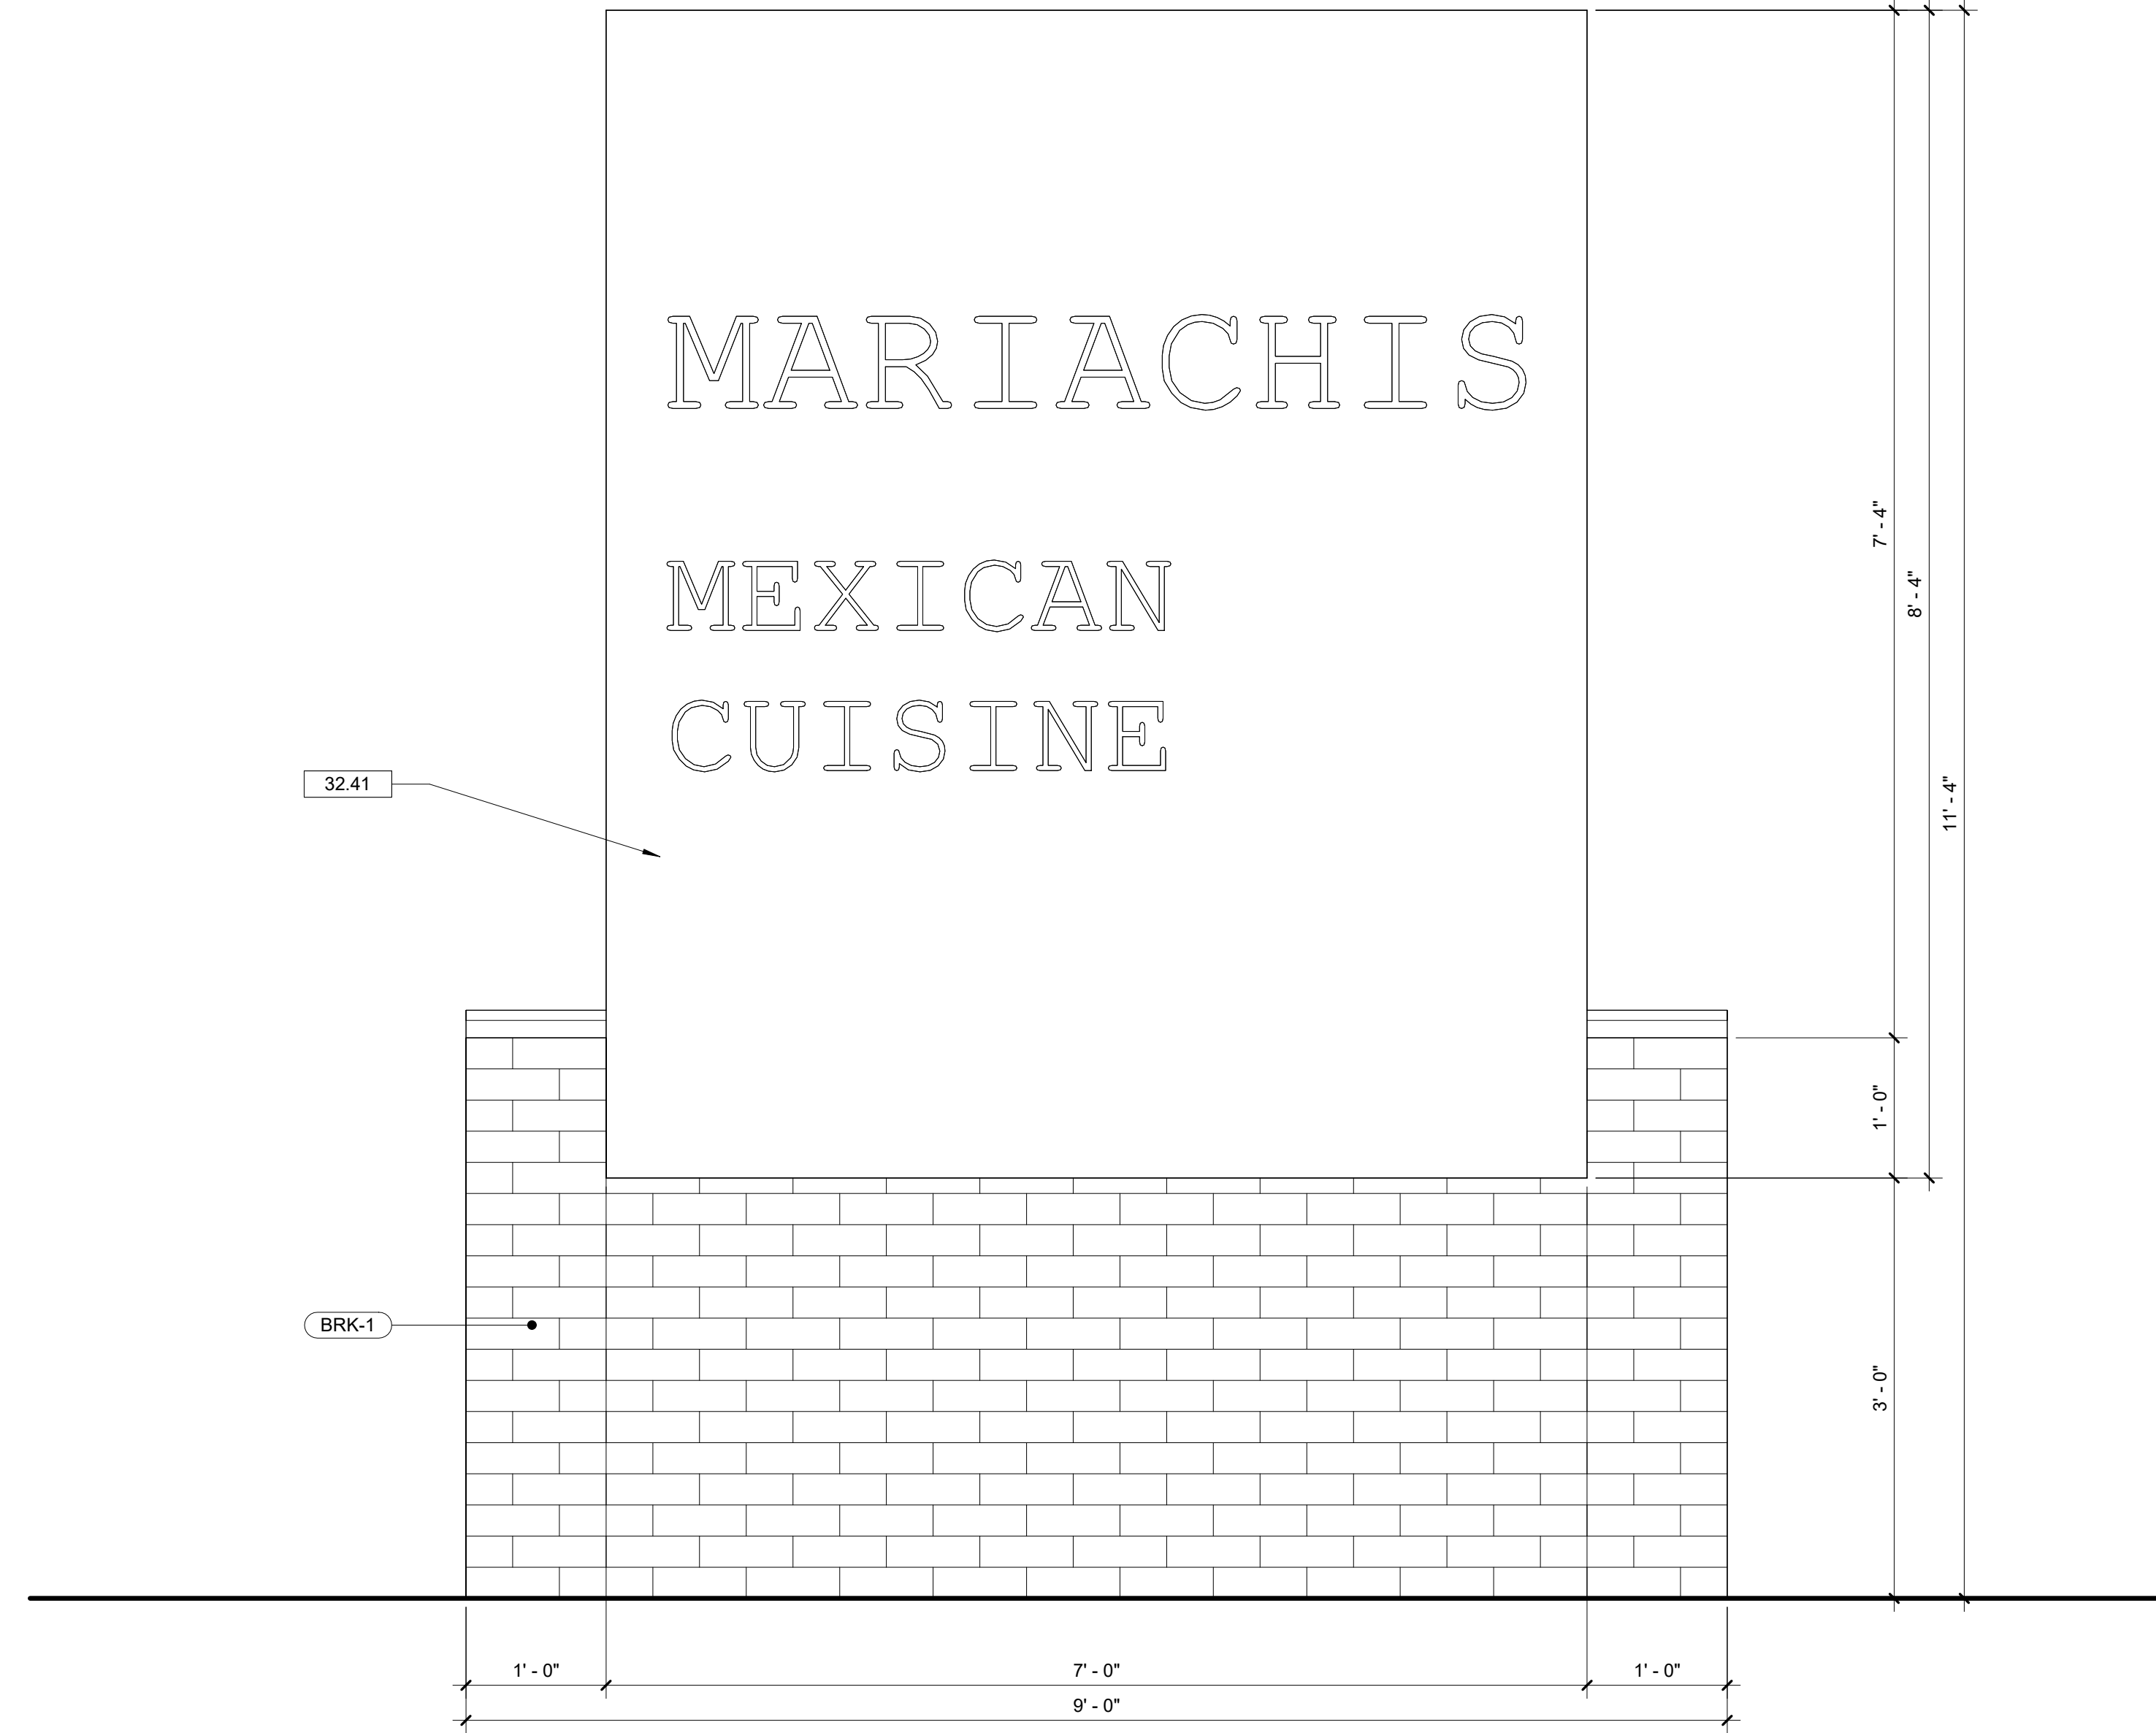 MARIACHIS
7' - 4"
8' - 4"
MEXICAN
CUISINE
32.41
11' - 4"
1' - 0"
BRK-1
3' - 0"
1' - 0" 7' - 0" 1' - 0"
9' - 0"